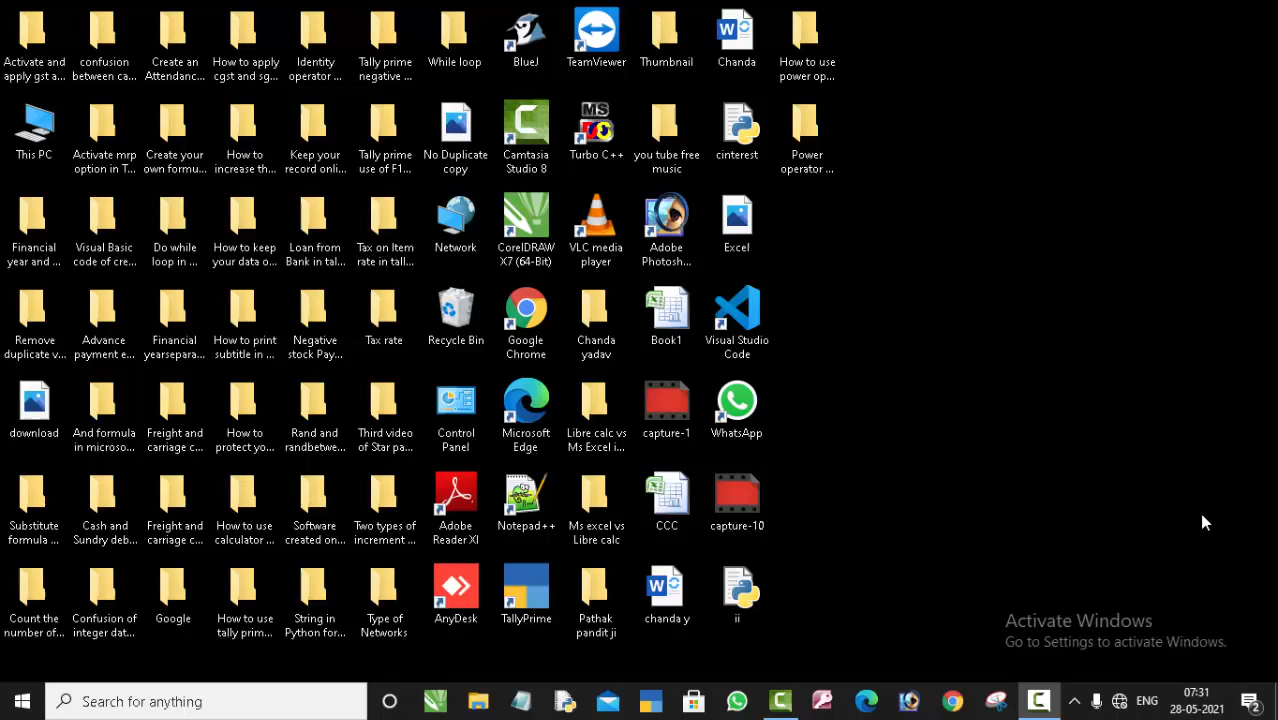 Activate and
apply gst a...
confusion
between ca...
Create an
Attendanc...
How to apply
cgst and sg...
Identity
operator ...
Tally prime
negative ...
While loop
BlueJ
TeamViewer
Thumbnail
Chanda
How to use
power op...
This PC
Activate mrp
option in T...
Create your
own formu...
How to
increase th...
Keep your
record onli...
Tally prime
use of F1...
No Duplicate
copy
Camtasia
Studio 8
Turbo C++
you tube free
music
cinterest
Power
operator ...
Financial
year and ...
Visual Basic
code of cre...
Do while
loop in ...
How to keep
your data o...
Loan from
Bank in tal...
Tax on Item
rate in tall...
Network
CorelDRAW
X7 (64-Bit)
VLC media
player
Adobe
Photosh...
Excel
Remove
duplicate v...
Advance
payment e...
Financial
yearsepara...
How to print
subtitle in ...
Negative
stock Pay...
Tax rate
Recycle Bin
Google
Chrome
Chanda
yadav
Book1
Visual Studio
Code
download
And formula
in microso...
Freight and
carriage c...
How to
protect yo...
Rand and
randbetwe...
Third video
of Star pa...
Control
Panel
Microsoft
Edge
Libre calc vs
Ms Excel i...
capture-1
WhatsApp
Substitute
formula ...
Cash and
Sundry deb...
Freight and
carriage c...
How to use
calculator ...
Software
created on...
Two types of
increment ...
Adobe
Reader XI
Notepad++
Ms excel vs
Libre calc
CCC
capture-10
Count the
number of...
Confusion of
integer dat...
Google
How to use
tally prim...
String in
Python for...
Type of
Networks
AnyDesk
TallyPrime
Pathak
pandit ji
chanda y
ii
Activate Windows
Go to Settings to activate Windows.
Search for anything
ENG
07:31
28-05-2021
2